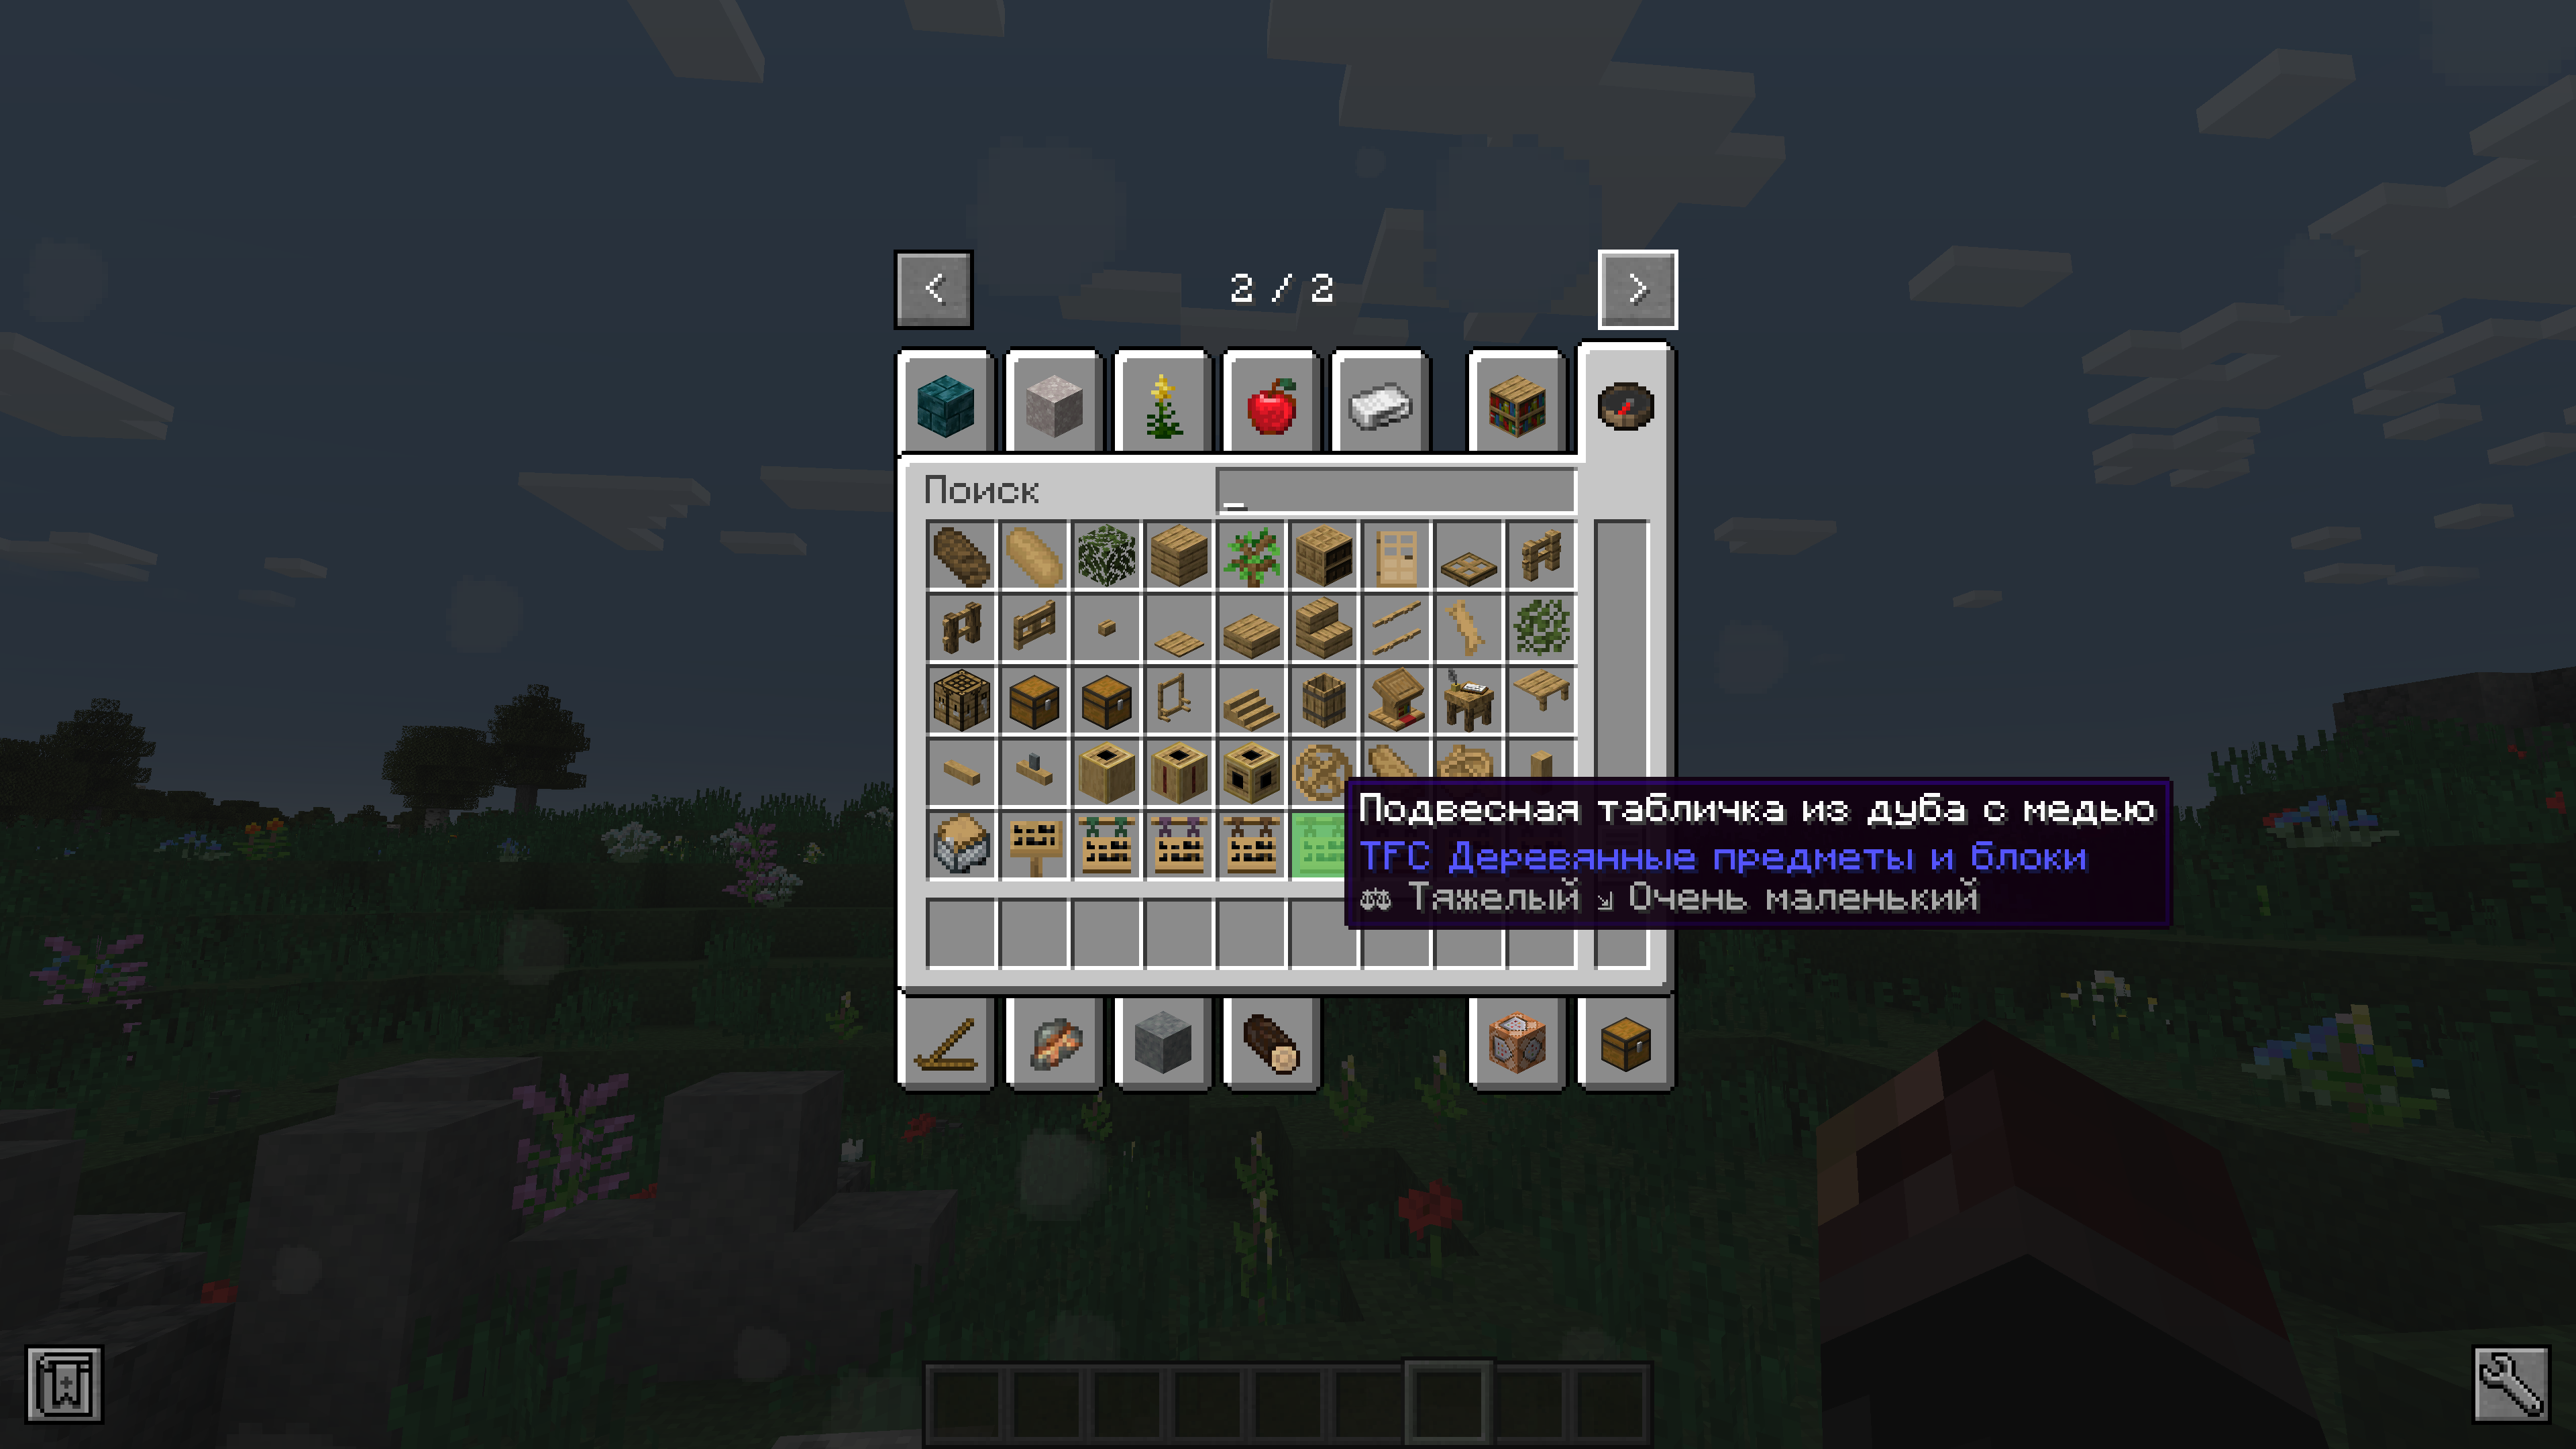 2 / 2
Поиск
Подвесная табличка из дуба с медью
TFC Деревянные предметы и блоки
Тяжелый ⇲ Очень маленький